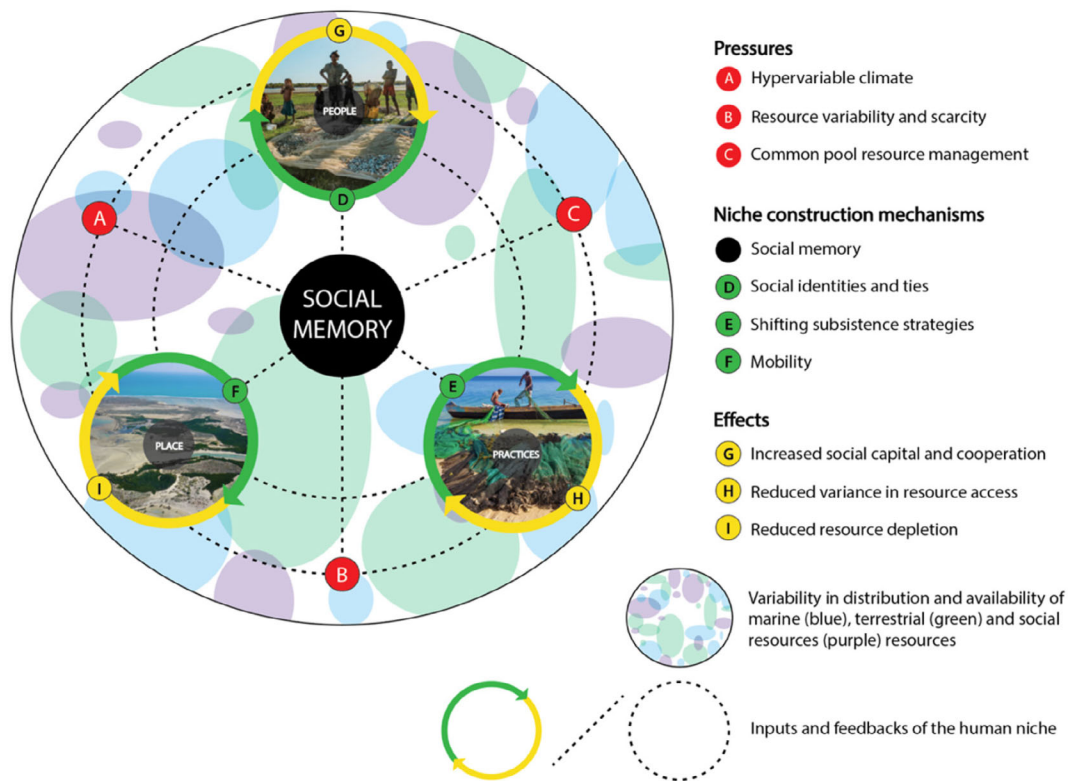 G
PEOPLE
D
A
C
SOCIAL
MEMORY
F
PLACE
I
E
PRACTICES
H
B
Pressures
A Hypervariable climate
B Resource variability and scarcity
C Common pool resource management
Niche construction mechanisms
Social memory
D Social identities and ties
E Shifting subsistence strategies
F Mobility
Effects
G Increased social capital and cooperation
H Reduced variance in resource access
I Reduced resource depletion
Variability in distribution and availability of
marine (blue), terrestrial (green) and social
resources (purple) resources
Inputs and feedbacks of the human niche